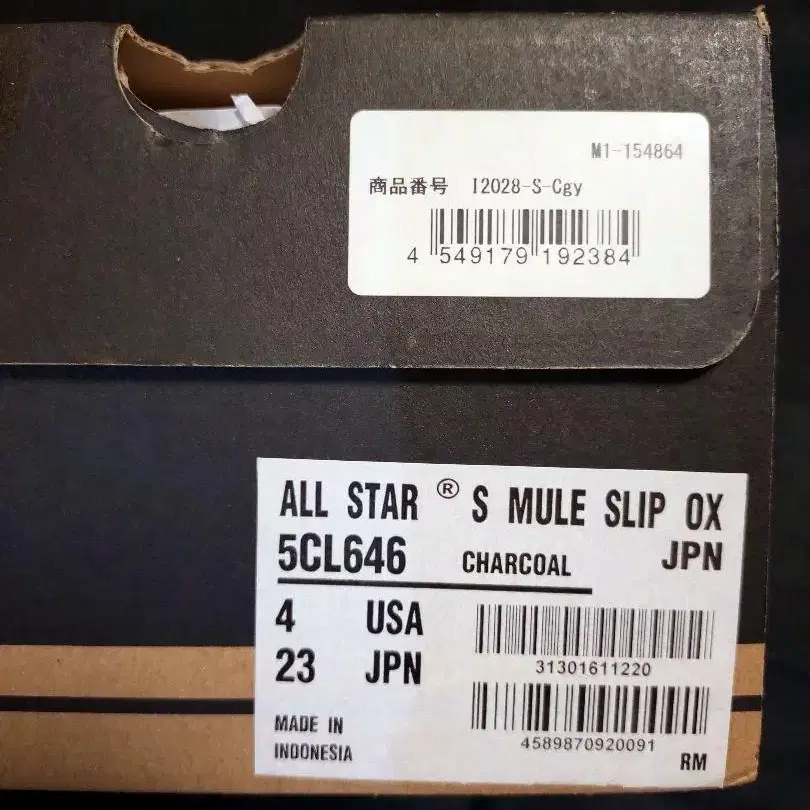 M1-154864
商品番号 I2028-S-Cgy
4 549179 192384
ALL STAR ® S MULE SLIP OX
5CL646 CHARCOAL JPN
4 USA
23 JPN
31301611220
MADE IN
INDONESIA
4589870920091
RM